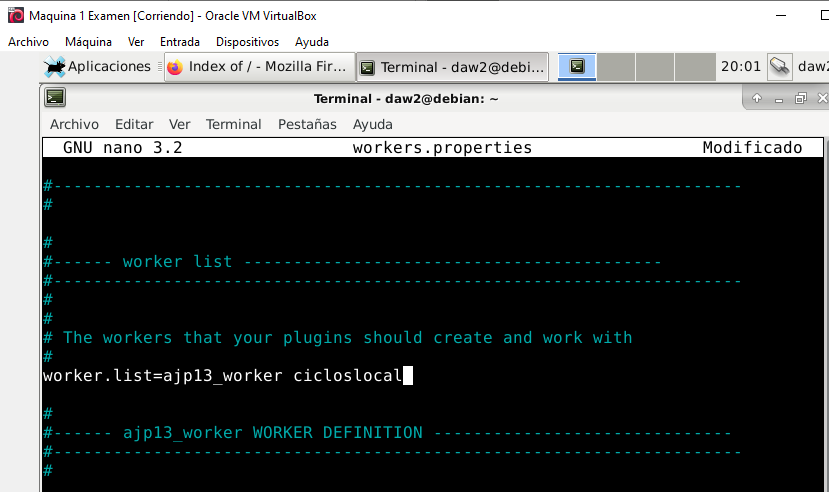 Maquina 1 Examen [Corriendo] - Oracle VM VirtualBox
Archivo Máquina Ver Entrada Dispositivos Ayuda
Aplicaciones Index of / - Mozilla Fir... Terminal - daw2@debi... 20:01 daw2
Terminal - daw2@debian: ~
Archivo Editar Ver Terminal Pestañas Ayuda
GNU nano 3.2 workers.properties Modificado
#---------------------------------------------------------------------
#
#
#------ worker list ------------------------------------------
#---------------------------------------------------------------------
#
#
# The workers that your plugins should create and work with
#
worker.list=ajp13_worker cicloslocal
#
#------ ajp13_worker WORKER DEFINITION ------------------------------
#---------------------------------------------------------------------
#